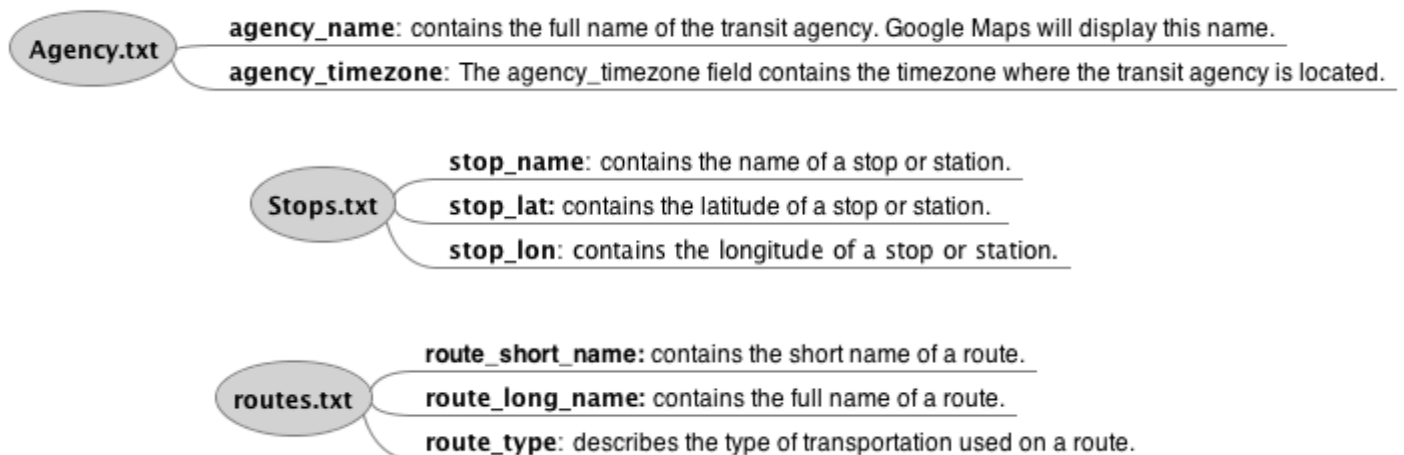 agency_name: contains the full name of the transit agency. Google Maps will display this name.
Agency.txt
agency_timezone: The agency_timezone field contains the timezone where the transit agency is located.
stop_name: contains the name of a stop or station.
Stops.txt
stop_lat: contains the latitude of a stop or station.
stop_lon: contains the longitude of a stop or station.
route_short_name: contains the short name of a route.
routes.txt
route_long_name: contains the full name of a route.
route_type: describes the type of transportation used on a route.